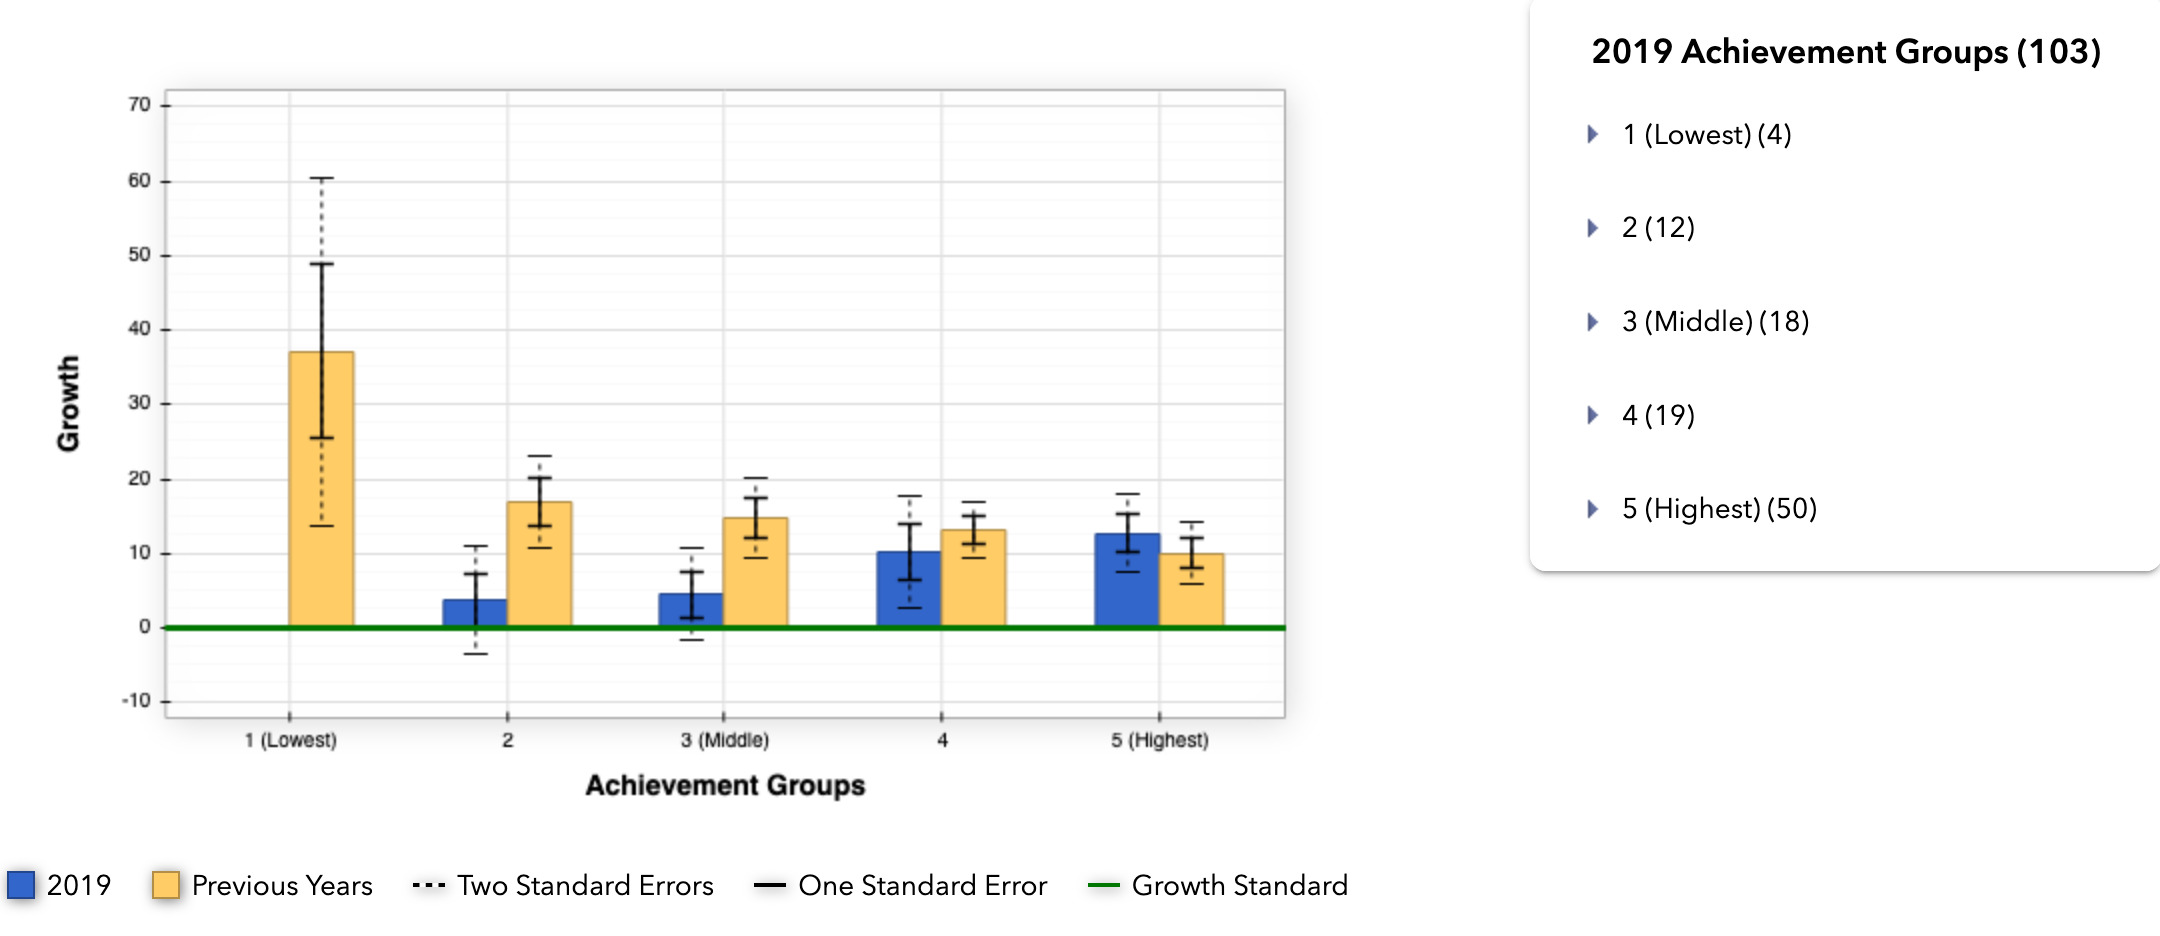 70
60
50
40
30
20
10
0
-10
Growth
1 (Lowest) 2 3 (Middle) 4 5 (Highest)
Achievement Groups
2019 Previous Years Two Standard Errors One Standard Error Growth Standard
2019 Achievement Groups (103)
1 (Lowest) (4)
2 (12)
3 (Middle) (18)
4 (19)
5 (Highest) (50)